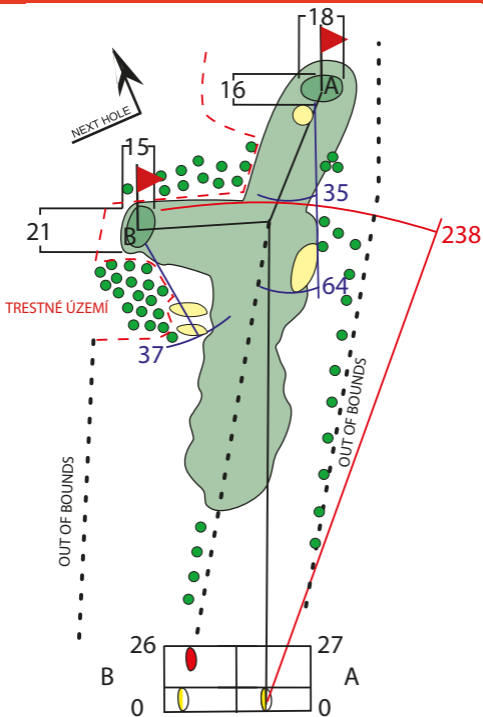 18
A
16
NEXT HOLE
15
35
21
B
238
TRESTNÉ ÚZEMÍ
64
37
OUT OF BOUNDS
OUT OF BOUNDS
26
27
B
A
0
0